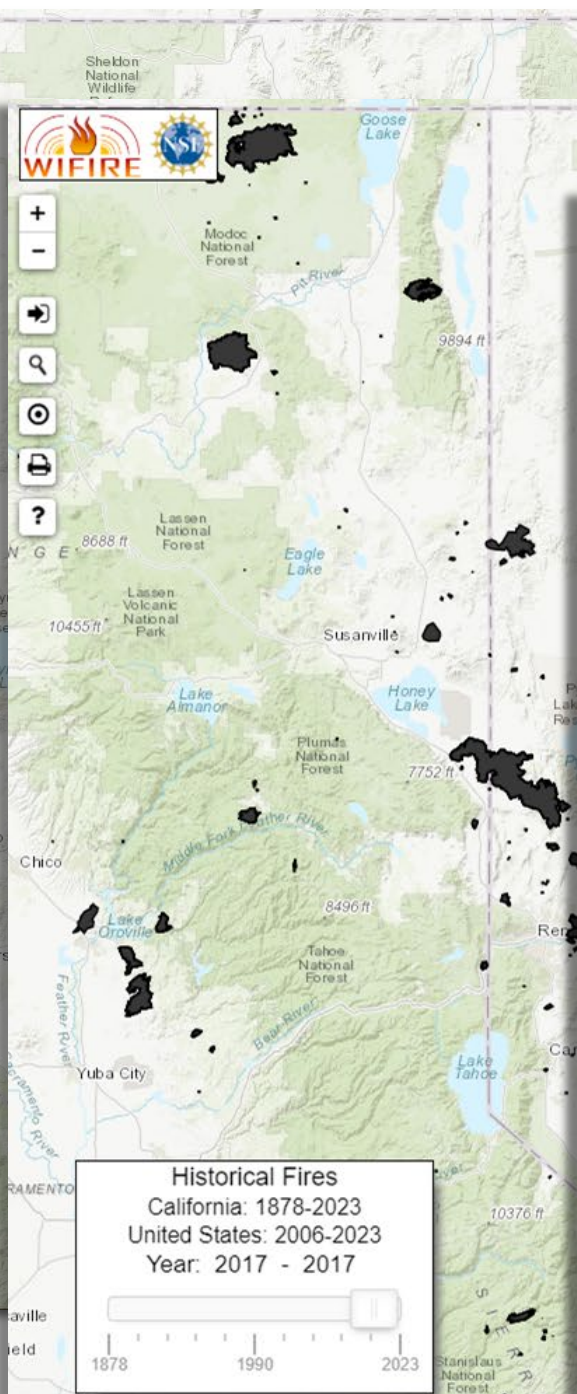 Sheldon
National
Wildlife
Goose
Lake
WIFIRE
NSF
+
−
Modoc
National
Forest
Pit River
9894 ft
?
Lassen
National
Forest
8688 ft
N G E
Eagle
Lake
Lassen
Volcanic
National
Park
10455 ft
Susanville
Lake
Almanor
Honey
Lake
Plumas
National
Forest
7752 ft
Middle Fork Feather River
Chico
8496 ft
Lake
Oroville
Tahoe
National
Forest
Feather River
Bear River
Yuba City
Lake
Tahoe
Sacramento River
Historical Fires
California: 1878-2023
United States: 2006-2023
Year: 2017 - 2017
1878 1990 2023
10376 ft
S I E R R
Stanislaus
National
Forest